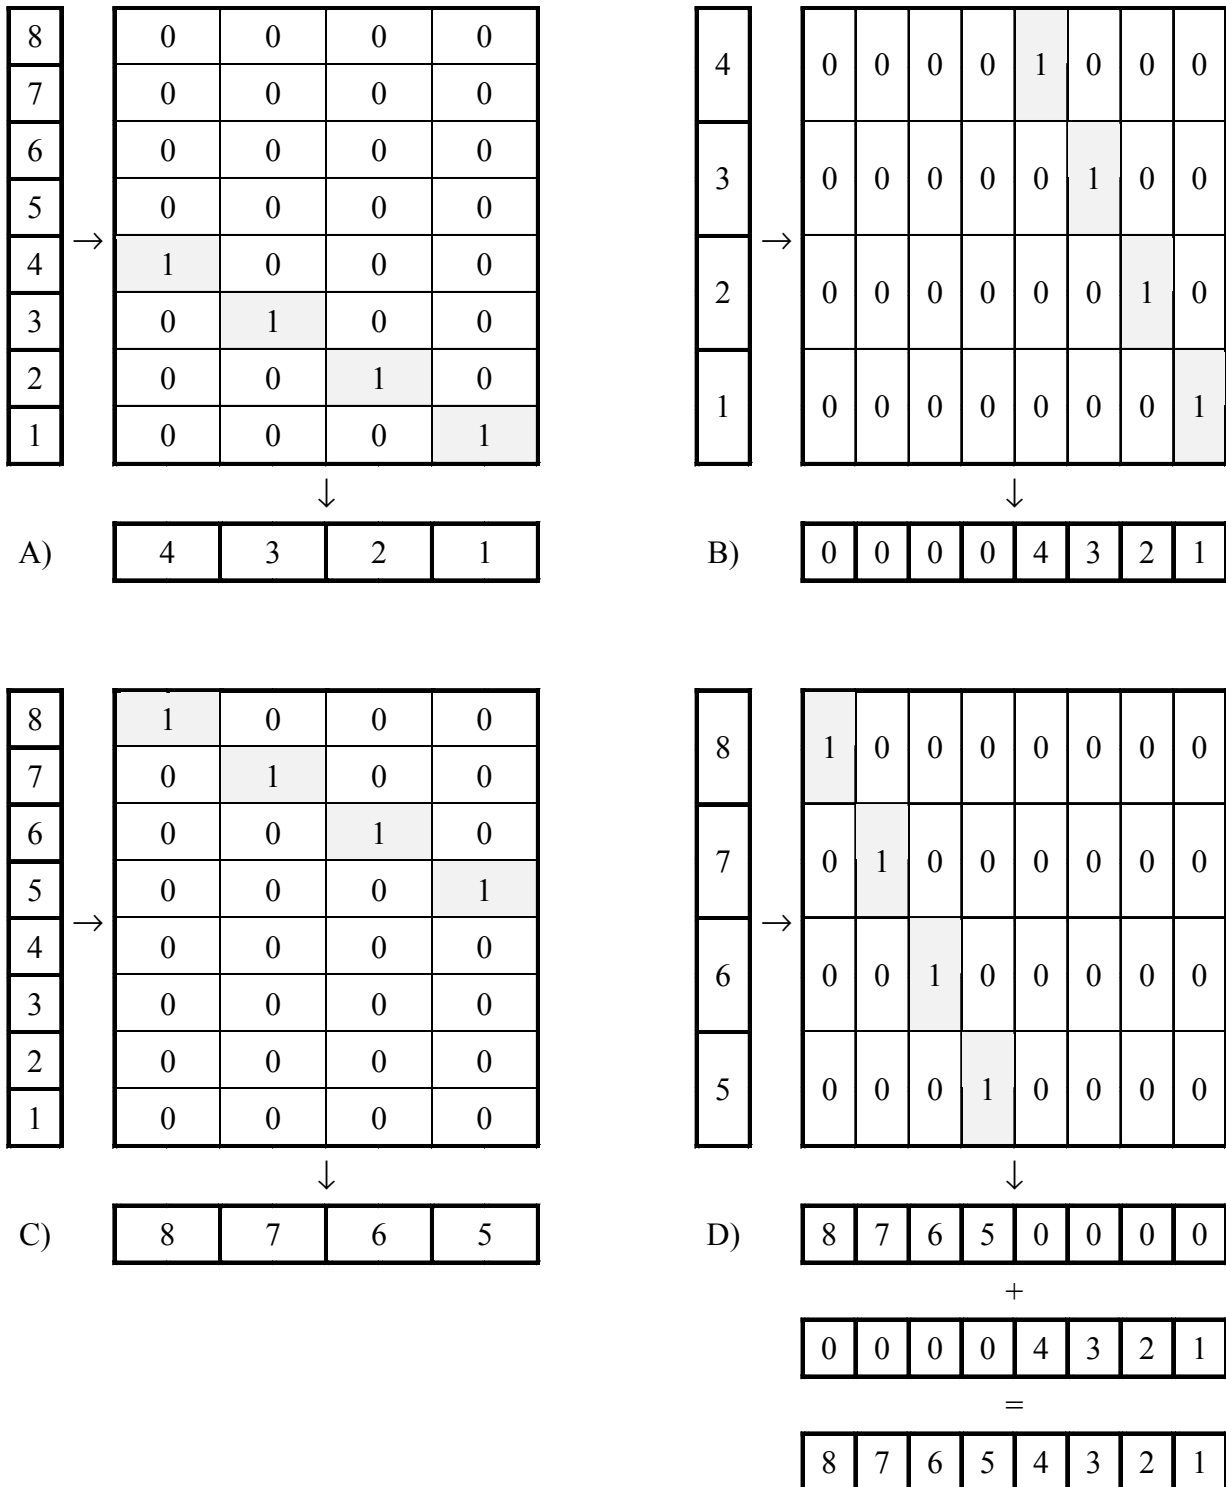 8 0 0 0 0
7 0 0 0 0
6 0 0 0 0
5 0 0 0 0
→
4 1 0 0 0
3 0 1 0 0
2 0 0 1 0
1 0 0 0 1
↓
A) 4 3 2 1
4 0 0 0 0 1 0 0 0
3 0 0 0 0 0 1 0 0
→
2 0 0 0 0 0 0 1 0
1 0 0 0 0 0 0 0 1
↓
B) 0 0 0 0 4 3 2 1
8 1 0 0 0
7 0 1 0 0
6 0 0 1 0
5 0 0 0 1
→
4 0 0 0 0
3 0 0 0 0
2 0 0 0 0
1 0 0 0 0
↓
C) 8 7 6 5
8 1 0 0 0 0 0 0 0
7 0 1 0 0 0 0 0 0
→
6 0 0 1 0 0 0 0 0
5 0 0 0 1 0 0 0 0
↓
D) 8 7 6 5 0 0 0 0
+
0 0 0 0 4 3 2 1
=
8 7 6 5 4 3 2 1